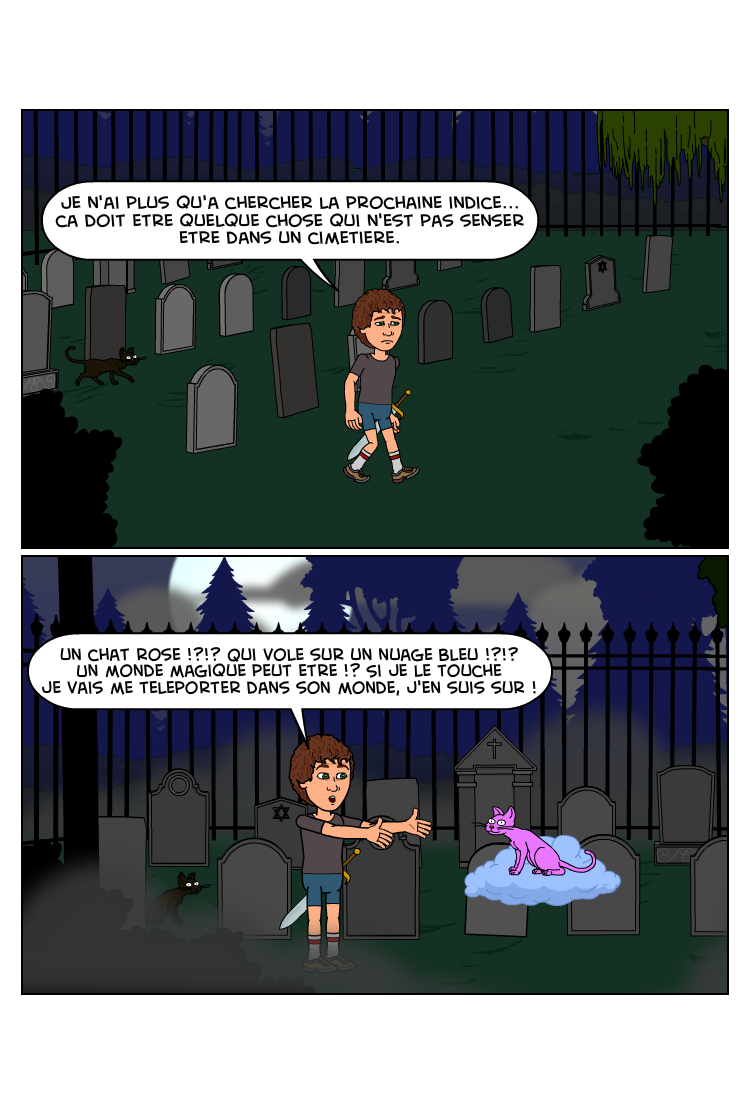 JE N'AI PLUS QU'A CHERCHER LA PROCHAINE INDICE...
CA DOIT ETRE QUELQUE CHOSE QUI N'EST PAS SENSER
ETRE DANS UN CIMETIERE.
UN CHAT ROSE !?!? QUI VOLE SUR UN NUAGE BLEU !?!?
UN MONDE MAGIQUE PEUT ETRE !? SI JE LE TOUCHE
JE VAIS ME TELEPORTER DANS SON MONDE, J'EN SUIS SUR !